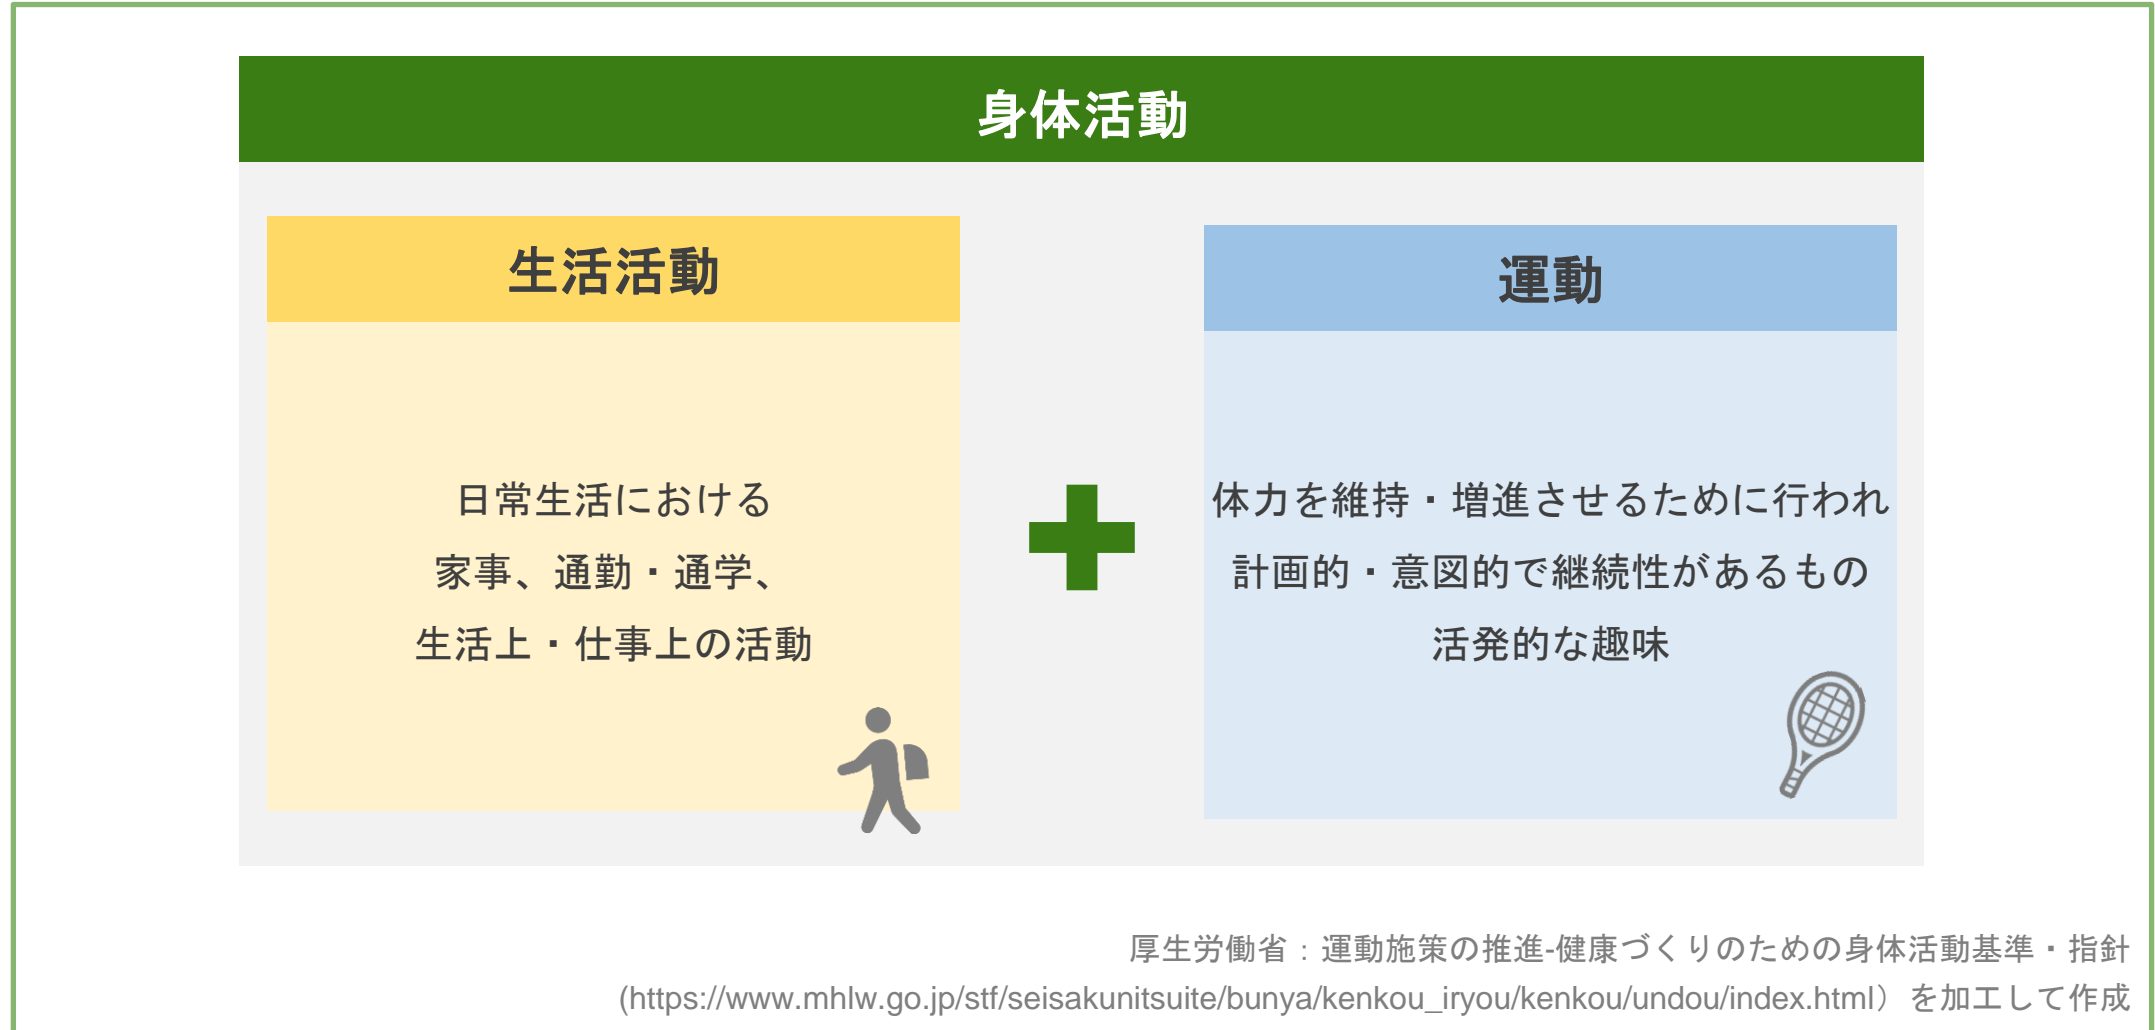 身体活動
生活活動
日常生活における
家事、通勤・通学、
生活上・仕事上の活動
運動
体力を維持・増進させるために行われ
計画的・意図的で継続性があるもの
活発的な趣味
厚生労働省：運動施策の推進-健康づくりのための身体活動基準・指針
(https://www.mhlw.go.jp/stf/seisakunitsuite/bunya/kenkou_iryou/kenkou/undou/index.html）を加工して作成